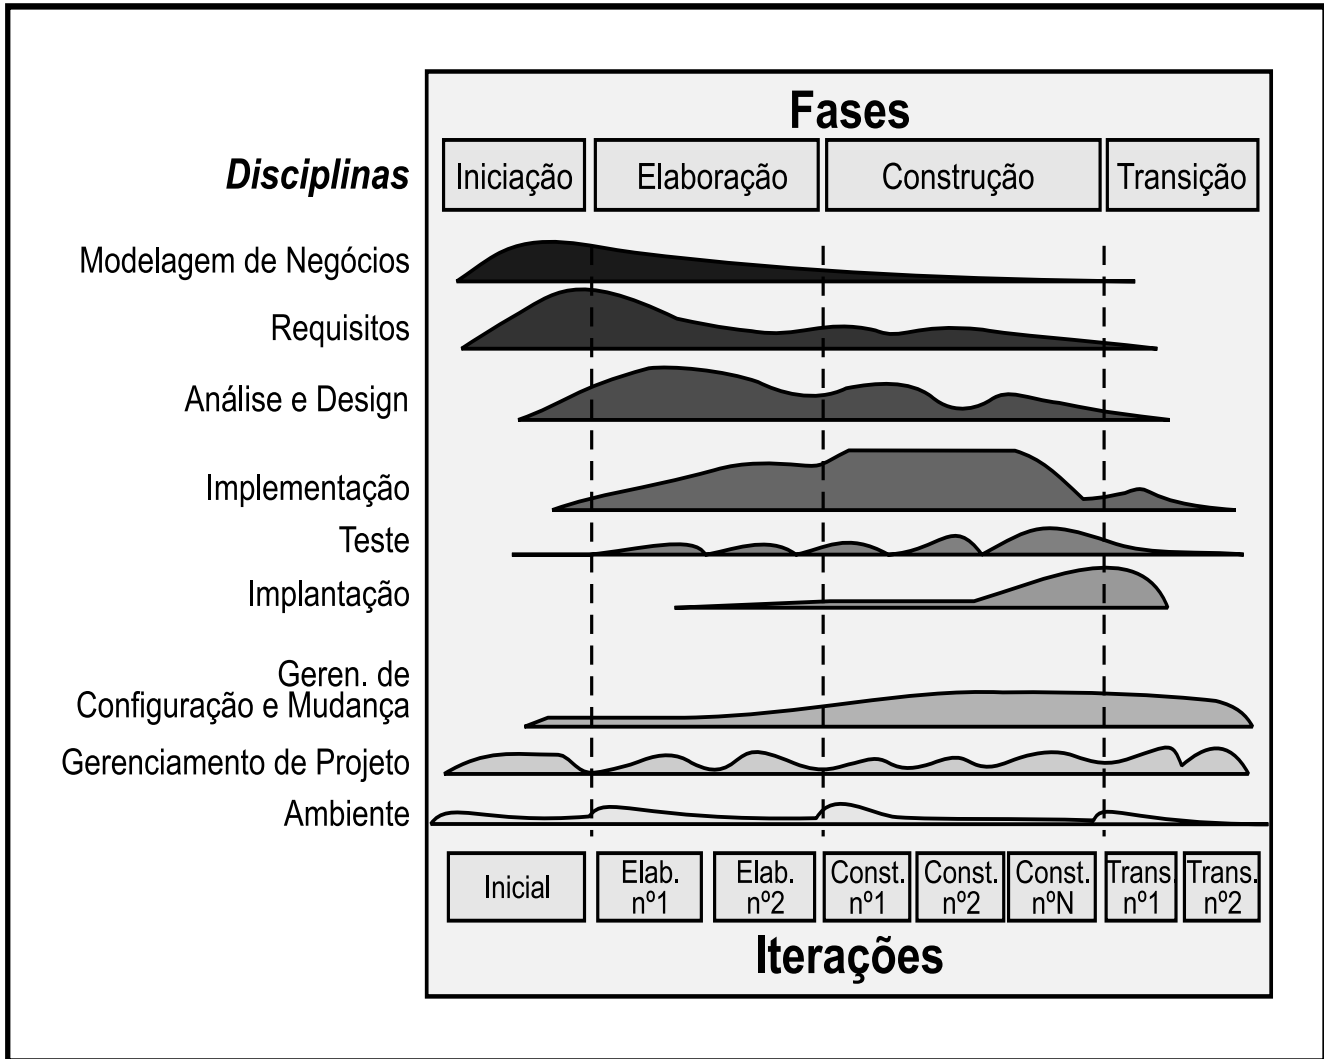 Fases
Disciplinas
Iniciação
Elaboração
Construção
Transição
Modelagem de Negócios
Requisitos
Análise e Design
Implementação
Teste
Implantação
Geren. de
Configuração e Mudança
Gerenciamento de Projeto
Ambiente
Inicial
Elab.
nº1
Elab.
nº2
Const.
nº1
Const.
nº2
Const.
nºN
Trans
nº1
Trans.
nº2
Iterações